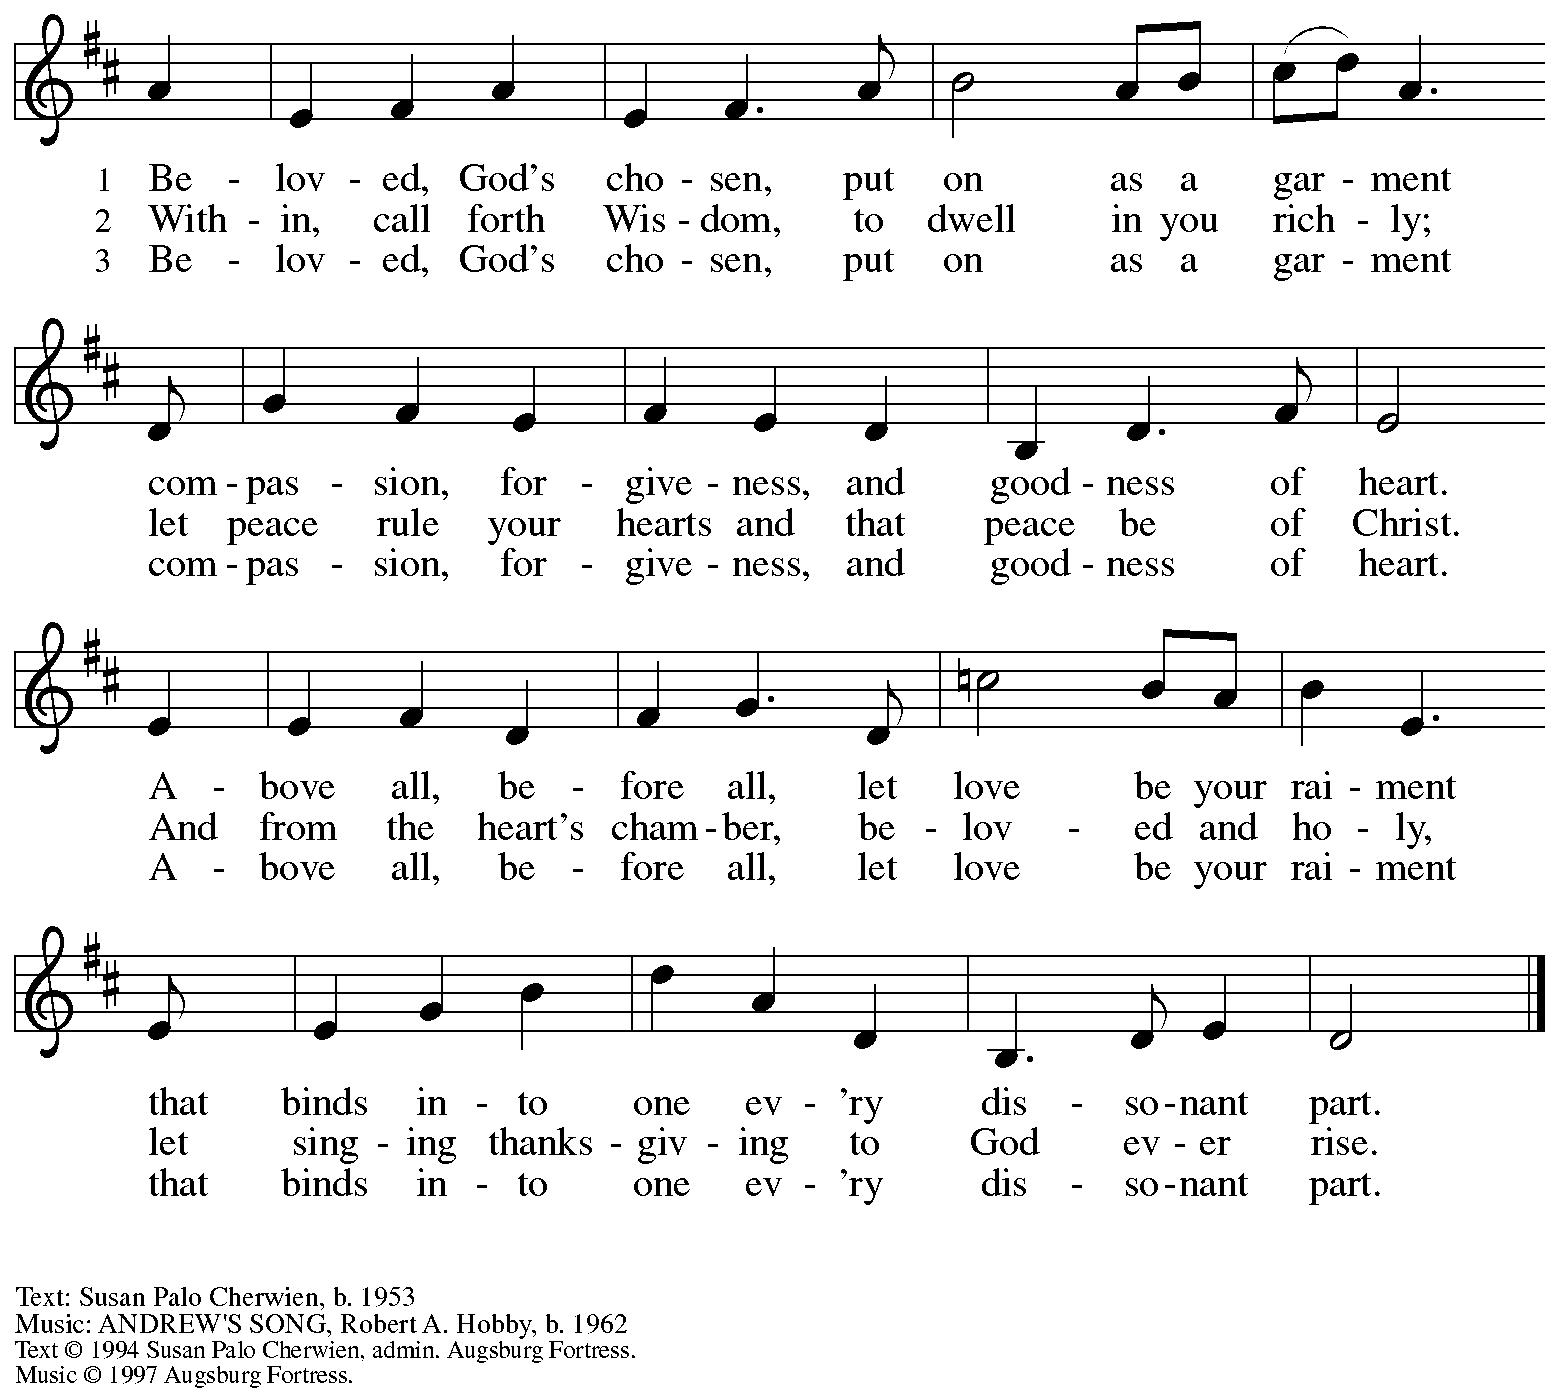 1 Be - lov - ed, God's cho - sen, put on as a gar - ment
2 With - in, call forth Wis - dom, to dwell in you rich - ly;
3 Be - lov - ed, God's cho - sen, put on as a gar - ment
com - pas - sion, for - give - ness, and good - ness of heart.
let peace rule your hearts and that peace be of Christ.
com - pas - sion, for - give - ness, and good - ness of heart.
A - bove all, be - fore all, let love be your rai - ment
And from the heart's cham - ber, be - lov - ed and ho - ly,
A - bove all, be - fore all, let love be your rai - ment
that binds in - to one ev - 'ry dis - so - nant part.
let sing - ing thanks - giv - ing to God ev - er rise.
that binds in - to one ev - 'ry dis - so - nant part.
Text: Susan Palo Cherwien, b. 1953
Music: ANDREW'S SONG, Robert A. Hobby, b. 1962
Text © 1994 Susan Palo Cherwien, admin. Augsburg Fortress.
Music © 1997 Augsburg Fortress.